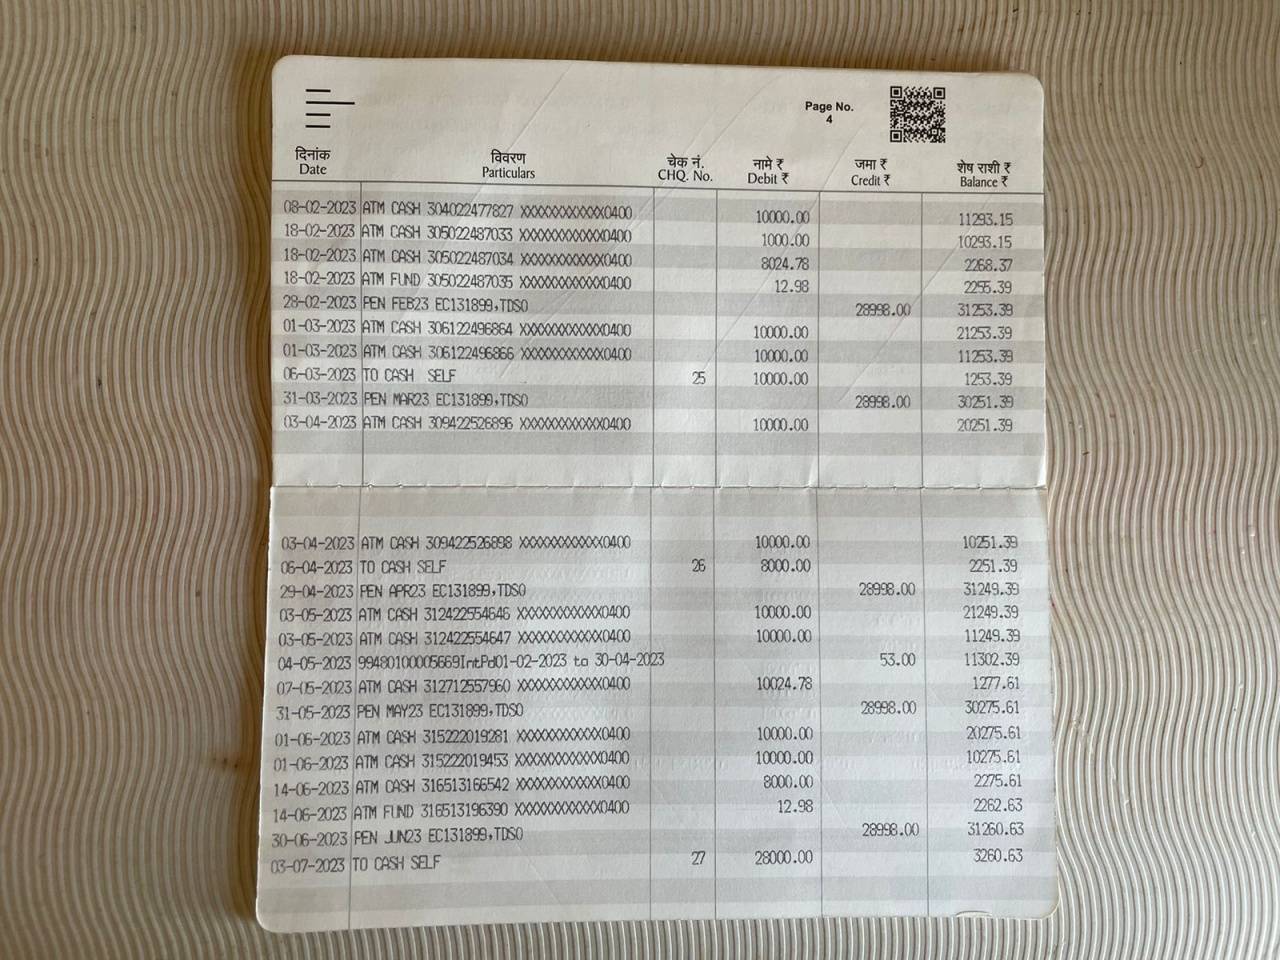 Page No.
4
दिनांक विवरण चेक नं. नामे ₹ जमा ₹ शेष राशी ₹
Date Particulars CHQ. No. Debit ₹ Credit ₹ Balance ₹
08-02-2023 ATM CASH 304022477827 XXXXXXXXXXXX0400 10000.00 11293.15
18-02-2023 ATM CASH 305022487033 XXXXXXXXXXXX0400 1000.00 10293.15
18-02-2023 ATM CASH 305022487034 XXXXXXXXXXXX0400 8024.78 2268.37
18-02-2023 ATM FUND 305022487035 XXXXXXXXXXXX0400 12.98 2255.39
28-02-2023 PEN FEB23 EC131899,TDS0 28998.00 31253.39
01-03-2023 ATM CASH 306122496864 XXXXXXXXXXXX0400 10000.00 21253.39
01-03-2023 ATM CASH 306122496866 XXXXXXXXXXXX0400 10000.00 11253.39
06-03-2023 TO CASH SELF 25 10000.00 1253.39
31-03-2023 PEN MAR23 EC131899,TDS0 28998.00 30251.39
03-04-2023 ATM CASH 309422526896 XXXXXXXXXXXX0400 10000.00 20251.39
03-04-2023 ATM CASH 309422526898 XXXXXXXXXXXX0400 10000.00 10251.39
06-04-2023 TO CASH SELF 26 8000.00 2251.39
29-04-2023 PEN APR23 EC131899,TDS0 28998.00 31249.39
03-05-2023 ATM CASH 312422554646 XXXXXXXXXXXX0400 10000.00 21249.39
03-05-2023 ATM CASH 312422554647 XXXXXXXXXXXX0400 10000.00 11249.39
04-05-2023 99480100005669IntPd01-02-2023 to 30-04-2023 53.00 11302.39
07-05-2023 ATM CASH 312712557960 XXXXXXXXXXXX0400 10024.78 1277.61
31-05-2023 PEN MAY23 EC131899,TDS0 28998.00 30275.61
01-06-2023 ATM CASH 315222019281 XXXXXXXXXXXX0400 10000.00 20275.61
01-06-2023 ATM CASH 315222019453 XXXXXXXXXXXX0400 10000.00 10275.61
14-06-2023 ATM CASH 316513166542 XXXXXXXXXXXX0400 8000.00 2275.61
14-06-2023 ATM FUND 316513196390 XXXXXXXXXXXX0400 12.98 2262.63
30-06-2023 PEN JUN23 EC131899,TDS0 28998.00 31260.63
03-07-2023 TO CASH SELF 27 28000.00 3260.63